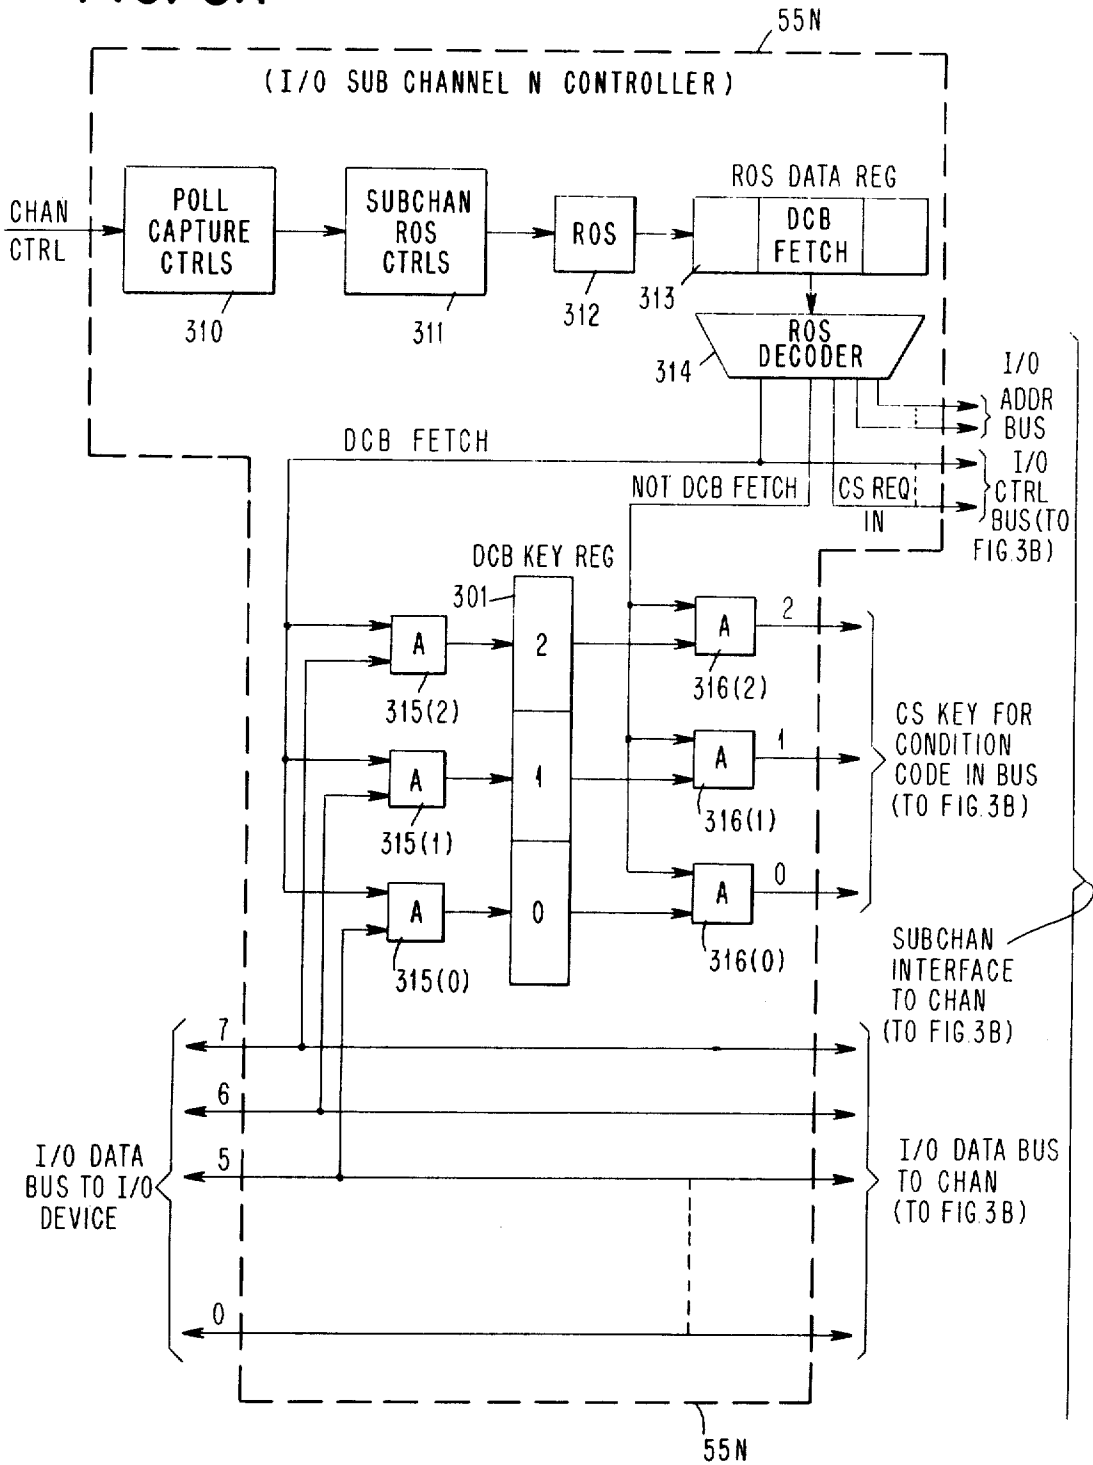 55N
(I/O SUB CHANNEL N CONTROLLER)
CHAN
CTRL
POLL
CAPTURE
CTRLS
310
SUBCHAN
ROS
CTRLS
311
ROS
312
ROS DATA REG
DCB
FETCH
313
ROS
DECODER
314
I/O
ADDR
BUS
I/O
CTRL
BUS (TO
FIG. 3B)
DCB FETCH
NOT DCB FETCH
CS REQ
IN
DCB KEY REG
301
2
1
0
A
315(2)
A
315(1)
A
315(0)
A
316(2)
2
A
316(1)
1
A
316(0)
0
CS KEY FOR
CONDITION
CODE IN BUS
(TO FIG. 3B)
SUBCHAN
INTERFACE
TO CHAN
(TO FIG. 3B)
7
6
5
0
I/O DATA
BUS TO I/O
DEVICE
I/O DATA BUS
TO CHAN
(TO FIG. 3B)
55N